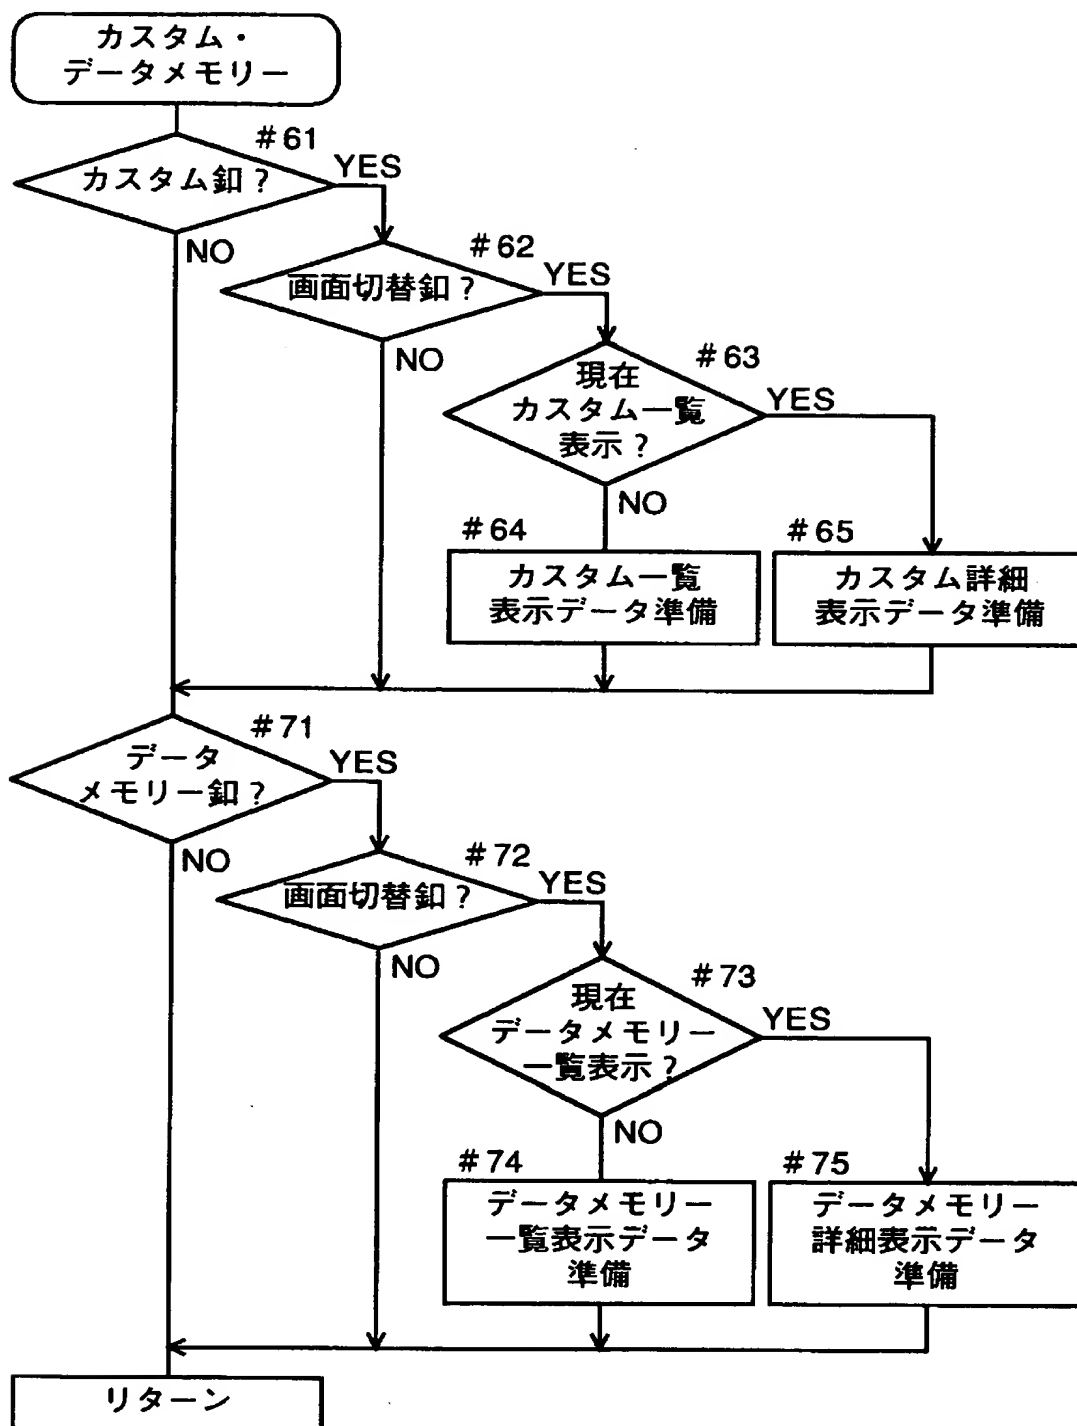 カスタム・
データメモリー
#61
カスタム釦?
YES
NO
#62
画面切替釦?
YES
NO
#63
現在
カスタム一覧
表示?
YES
NO
#64
カスタム一覧
表示データ準備
#65
カスタム詳細
表示データ準備
#71
データ
メモリー釦?
YES
NO
#72
画面切替釦?
YES
NO
#73
現在
データメモリー
一覧表示?
YES
NO
#74
データメモリー
一覧表示データ
準備
#75
データメモリー
詳細表示データ
準備
リターン